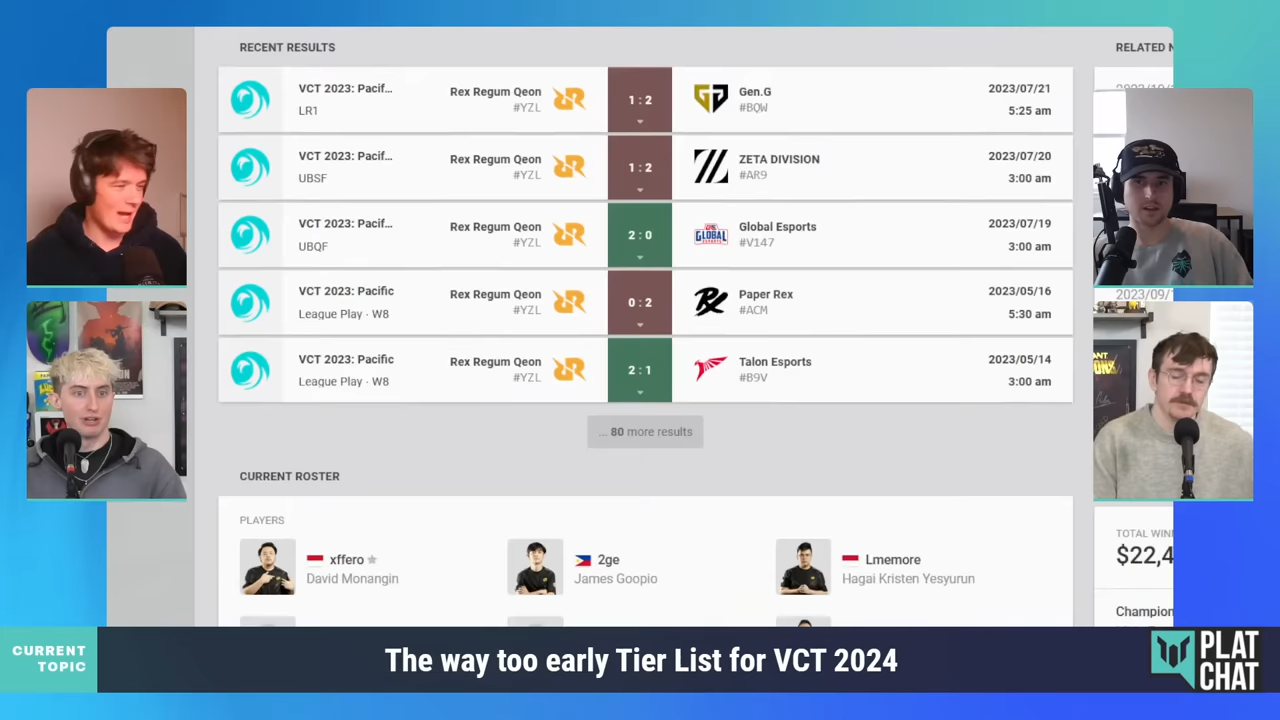 RECENT RESULTS
RELATED N
VCT 2023: Pacif...
LR1
Rex Regum Qeon
#YZL
1 : 2
Gen.G
#BQW
2023/07/21
5:25 am
VCT 2023: Pacif...
UBSF
Rex Regum Qeon
#YZL
1 : 2
ZETA DIVISION
#AR9
2023/07/20
3:00 am
VCT 2023: Pacif...
UBQF
Rex Regum Qeon
#YZL
2 : 0
GLOBAL
Global Esports
#V147
2023/07/19
3:00 am
VCT 2023: Pacific
League Play · W8
Rex Regum Qeon
#YZL
0 : 2
Paper Rex
#ACM
2023/05/16
5:30 am
VCT 2023: Pacific
League Play · W8
Rex Regum Qeon
#YZL
2 : 1
Talon Esports
#B9V
2023/05/14
3:00 am
... 80 more results
CURRENT ROSTER
PLAYERS
xffero
David Monangin
2ge
James Goopio
Lmemore
Hagai Kristen Yesyurun
TOTAL WINN
$22,4
Champion
CURRENT
TOPIC
The way too early Tier List for VCT 2024
PLAT
CHAT